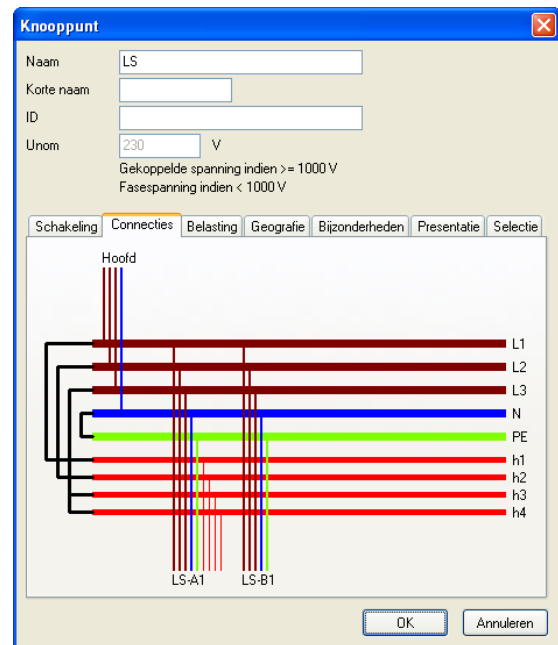 Knooppunt
Naam LS
Korte naam
ID
Unom 230 V
Gekoppelde spanning indien >= 1000 V
Fasespanning indien < 1000 V
Schakeling Connecties Belasting Geografie Bijzonderheden Presentatie Selectie
Hoofd
L1
L2
L3
N
PE
h1
h2
h3
h4
LS-A1 LS-B1
OK Annuleren